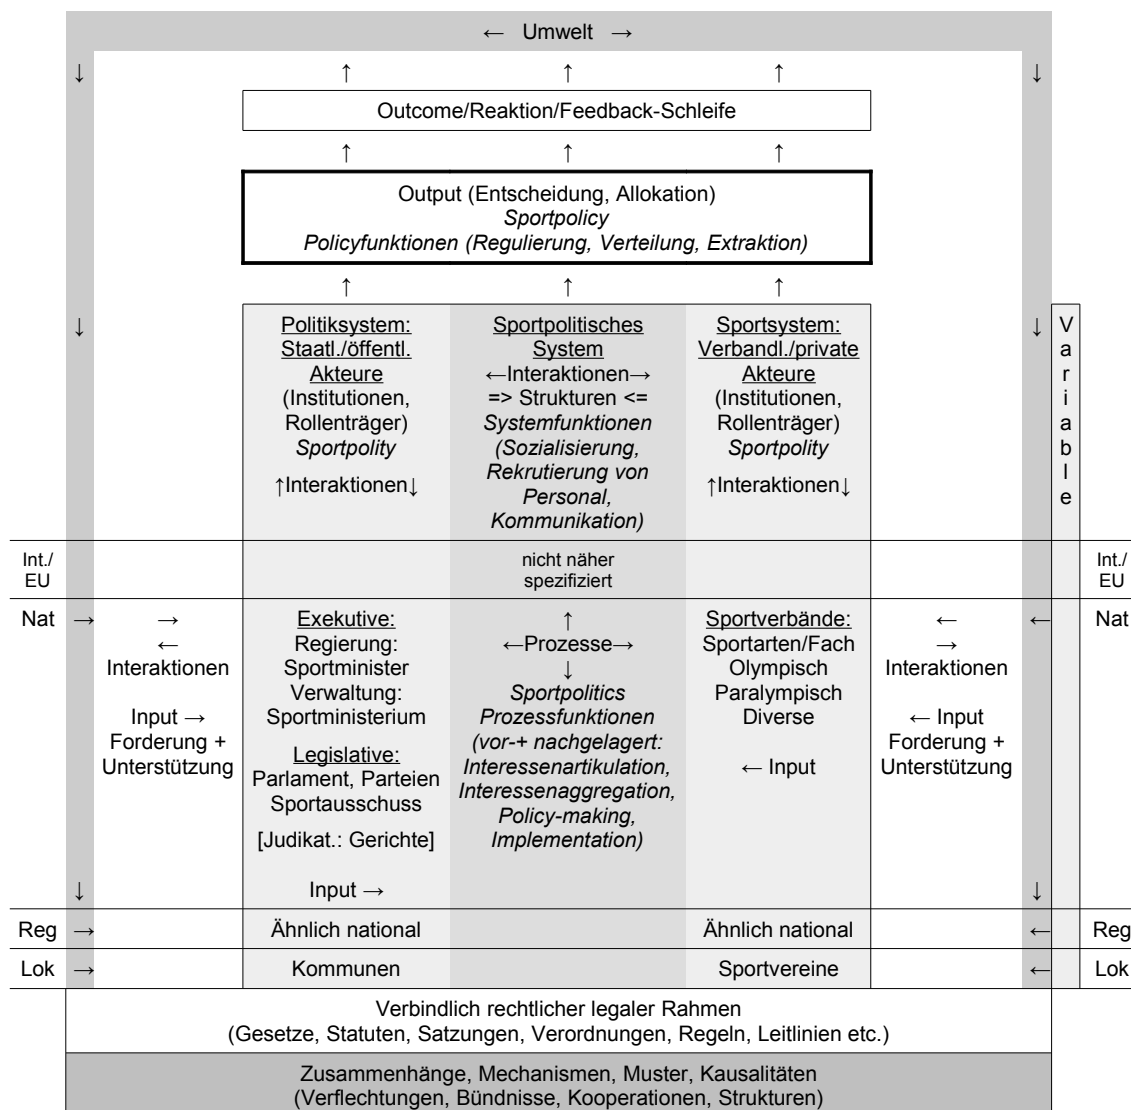 ← Umwelt →
↓ ↑ ↑ ↑ ↓
Outcome/Reaktion/Feedback-Schleife
↑ ↑ ↑
Output (Entscheidung, Allokation)
Sportpolicy
Policyfunktionen (Regulierung, Verteilung, Extraktion)
↑ ↑ ↑
↓
Politiksystem:
Staatl./öffentl.
Akteure
(Institutionen,
Rollenträger)
Sportpolity
↑Interaktionen↓
Sportpolitisches
System
←Interaktionen→
=> Strukturen <=
Systemfunktionen
(Sozialisierung,
Rekrutierung von
Personal,
Kommunikation)
Sportsystem:
Verbandl./private
Akteure
(Institutionen,
Rollenträger)
Sportpolity
↑Interaktionen↓
↓
V
a
r
i
a
b
l
e
Int./
EU
nicht näher
spezifiziert
Int./
EU
Nat →
→
←
Interaktionen
Input →
Forderung +
Unterstützung
Exekutive:
Regierung:
Sportminister
Verwaltung:
Sportministerium
Legislative:
Parlament, Parteien
Sportausschuss
[Judikat.: Gerichte]
Input →
↑
←Prozesse→
↓
Sportpolitics
Prozessfunktionen
(vor-+ nachgelagert:
Interessenartikulation,
Interessenaggregation,
Policy-making,
Implementation)
Sportverbände:
Sportarten/Fach
Olympisch
Paralympisch
Diverse
← Input
←
→
Interaktionen
← Input
Forderung +
Unterstützung
← Nat
↓ ↓
Reg → Ähnlich national Ähnlich national ← Reg
Lok → Kommunen Sportvereine ← Lok
Verbindlich rechtlicher legaler Rahmen
(Gesetze, Statuten, Satzungen, Verordnungen, Regeln, Leitlinien etc.)
Zusammenhänge, Mechanismen, Muster, Kausalitäten
(Verflechtungen, Bündnisse, Kooperationen, Strukturen)